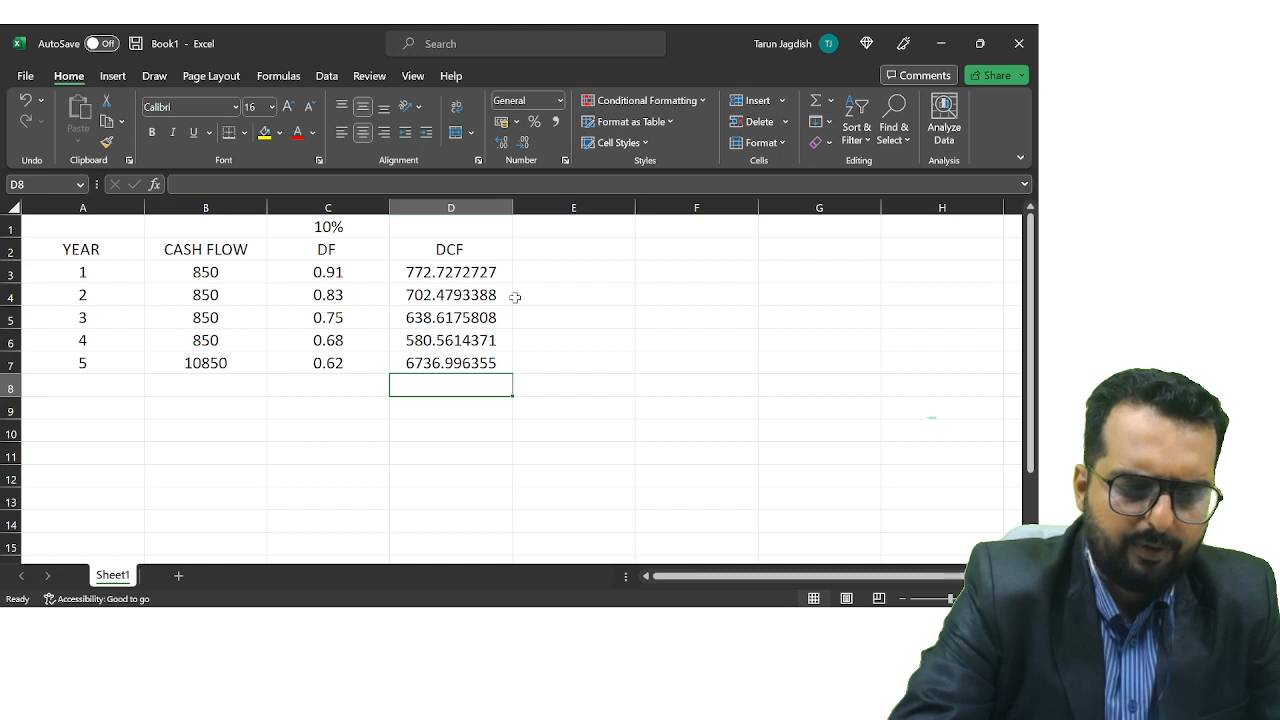 AutoSave Off Book1 - Excel Search Tarun Jagdish TJ
File Home Insert Draw Page Layout Formulas Data Review View Help Comments Share
Calibri 16 A A General Conditional Formatting Insert
Paste Format as Table Delete Sort & Find & Analyze
B I U A % Cell Styles Format Filter Select Data
Undo Clipboard Font Alignment Number Styles Cells Editing Analysis
D8 fx
A B C D E F G H
1 10%
2 YEAR CASH FLOW DF DCF
3 1 850 0.91 772.7272727
4 2 850 0.83 702.4793388
5 3 850 0.75 638.6175808
6 4 850 0.68 580.5614371
7 5 10850 0.62 6736.996355
8
9
10
11
12
13
14
15
Sheet1
Ready Accessibility: Good to go